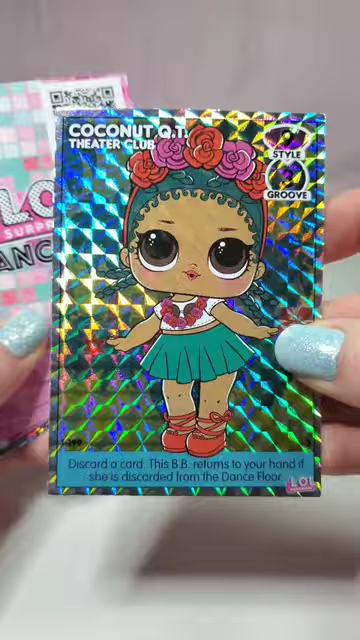 COCONUT Q.T.
THEATER CLUB
STYLE
GROOVE
Discard a card. This B.B. returns to your hand if
she is discarded from the Dance Floor.
L.O.L.
SURPRISE